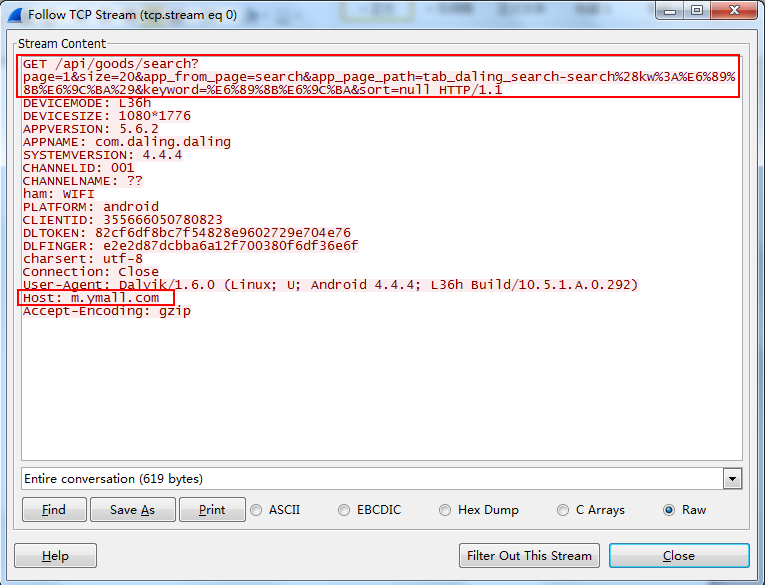 Follow TCP Stream (tcp.stream eq 0)
Stream Content
GET /api/goods/search?
page=1&size=20&app_from_page=search&app_page_path=tab_daling_search-search%28kw%3A%E6%89%
8B%E6%9C%BA%29&keyword=%E6%89%8B%E6%9C%BA&sort=null HTTP/1.1
DEVICEMODE: L36h
DEVICESIZE: 1080*1776
APPVERSION: 5.6.2
APPNAME: com.daling.daling
SYSTEMVERSION: 4.4.4
CHANNELID: 001
CHANNELNAME: ??
ham: WIFI
PLATFORM: android
CLIENTID: 355666050780823
DLTOKEN: 82cf6df8bc7f54828e9602729e704e76
DLFINGER: e2e2d87dcbba6a12f700380f6df36e6f
charsert: utf-8
Connection: Close
User-Agent: Dalvik/1.6.0 (Linux; U; Android 4.4.4; L36h Build/10.5.1.A.0.292)
Host: m.ymall.com
Accept-Encoding: gzip
Entire conversation (619 bytes)
Find Save As Print ASCII EBCDIC Hex Dump C Arrays Raw
Help Filter Out This Stream Close